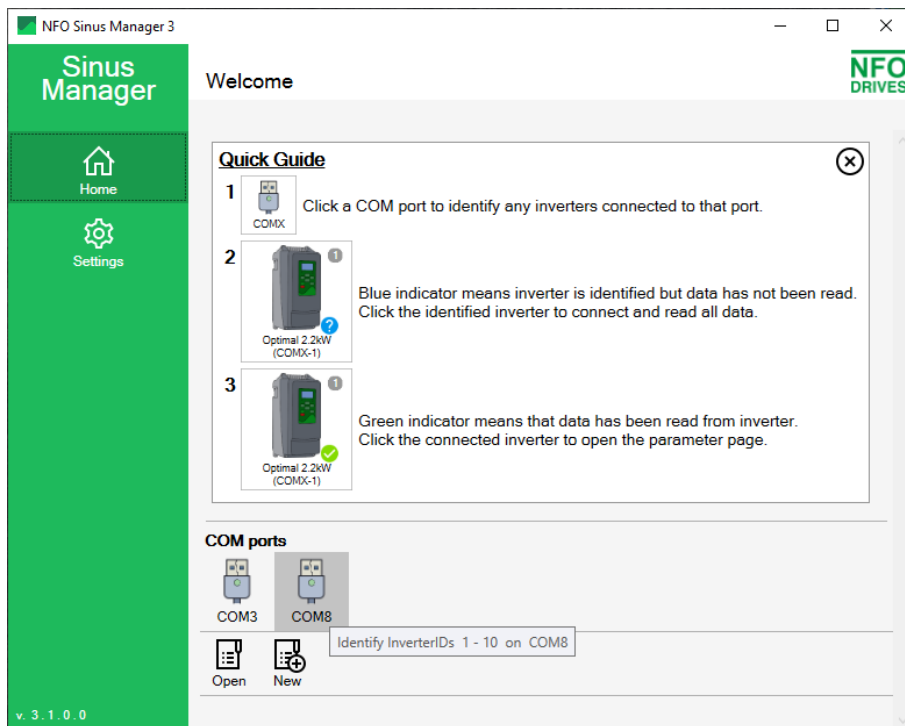 NFO Sinus Manager 3
Sinus
Manager
Welcome
NFO
DRIVES
Home
Settings
Quick Guide
1
COMX
Click a COM port to identify any inverters connected to that port.
2
1
Optimal 2.2kW
(COMX-1)
Blue indicator means inverter is identified but data has not been read.
Click the identified inverter to connect and read all data.
3
1
Optimal 2.2kW
(COMX-1)
Green indicator means that data has been read from inverter.
Click the connected inverter to open the parameter page.
COM ports
COM3
COM8
Identify InverterIDs 1 - 10 on COM8
Open
New
v. 3.1.0.0